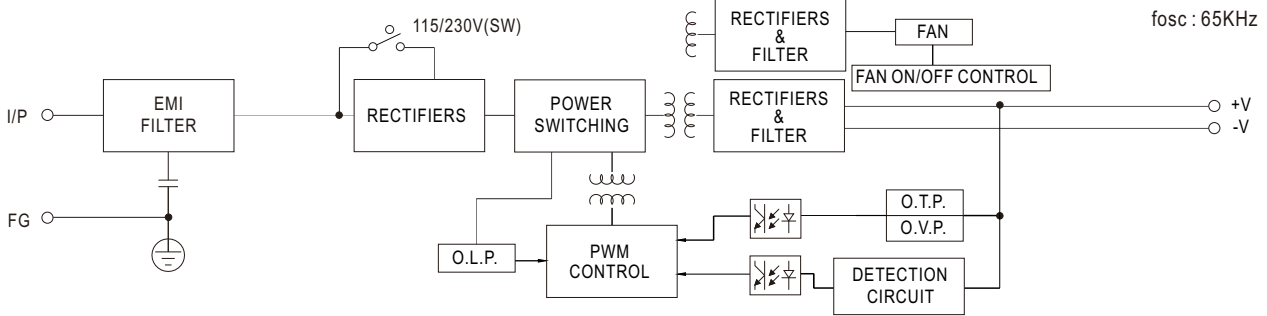 115/230V(SW)
RECTIFIERS
&
FILTER
FAN
fosc : 65KHz
FAN ON/OFF CONTROL
I/P
EMI
FILTER
RECTIFIERS
POWER
SWITCHING
RECTIFIERS
&
FILTER
+V
-V
FG
O.L.P.
PWM
CONTROL
O.T.P.
O.V.P.
DETECTION
CIRCUIT